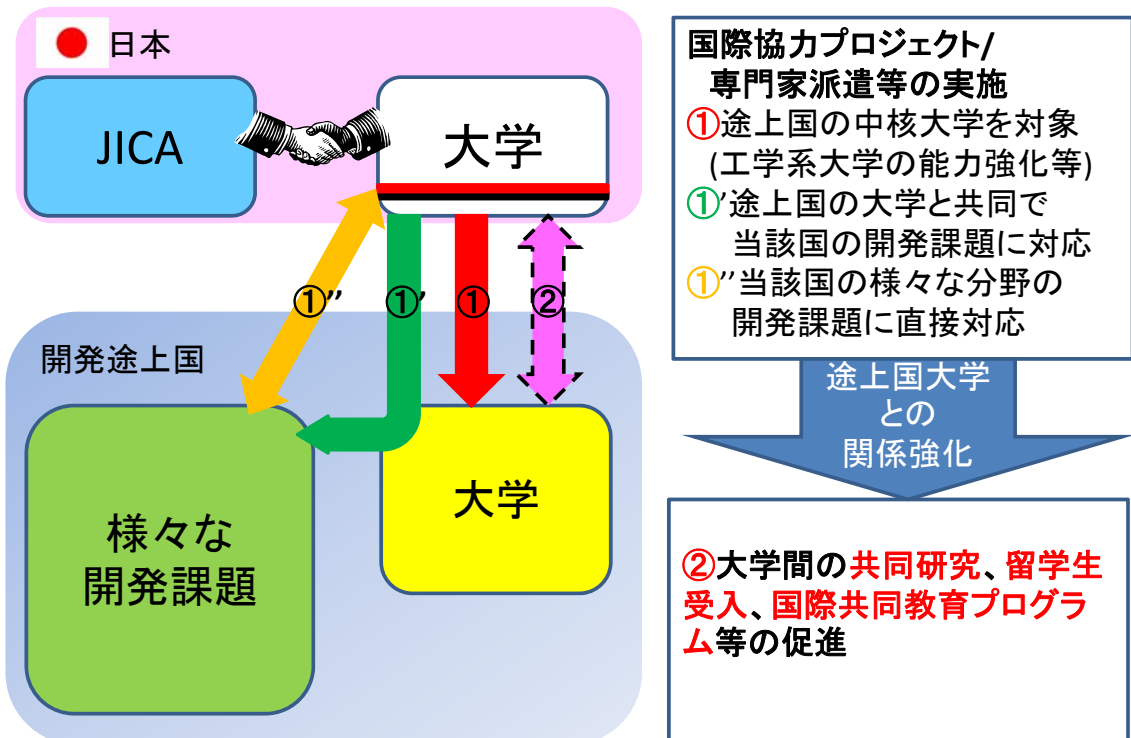 日本
JICA
大学
①’’
①’
①
②
開発途上国
様々な
開発課題
大学
国際協力プロジェクト/
専門家派遣等の実施
①途上国の中核大学を対象
(工学系大学の能力強化等)
①’途上国の大学と共同で
当該国の開発課題に対応
①’’当該国の様々な分野の
開発課題に直接対応
途上国大学
との
関係強化
②大学間の共同研究、留学生
受入、国際共同教育プログラ
ム等の促進